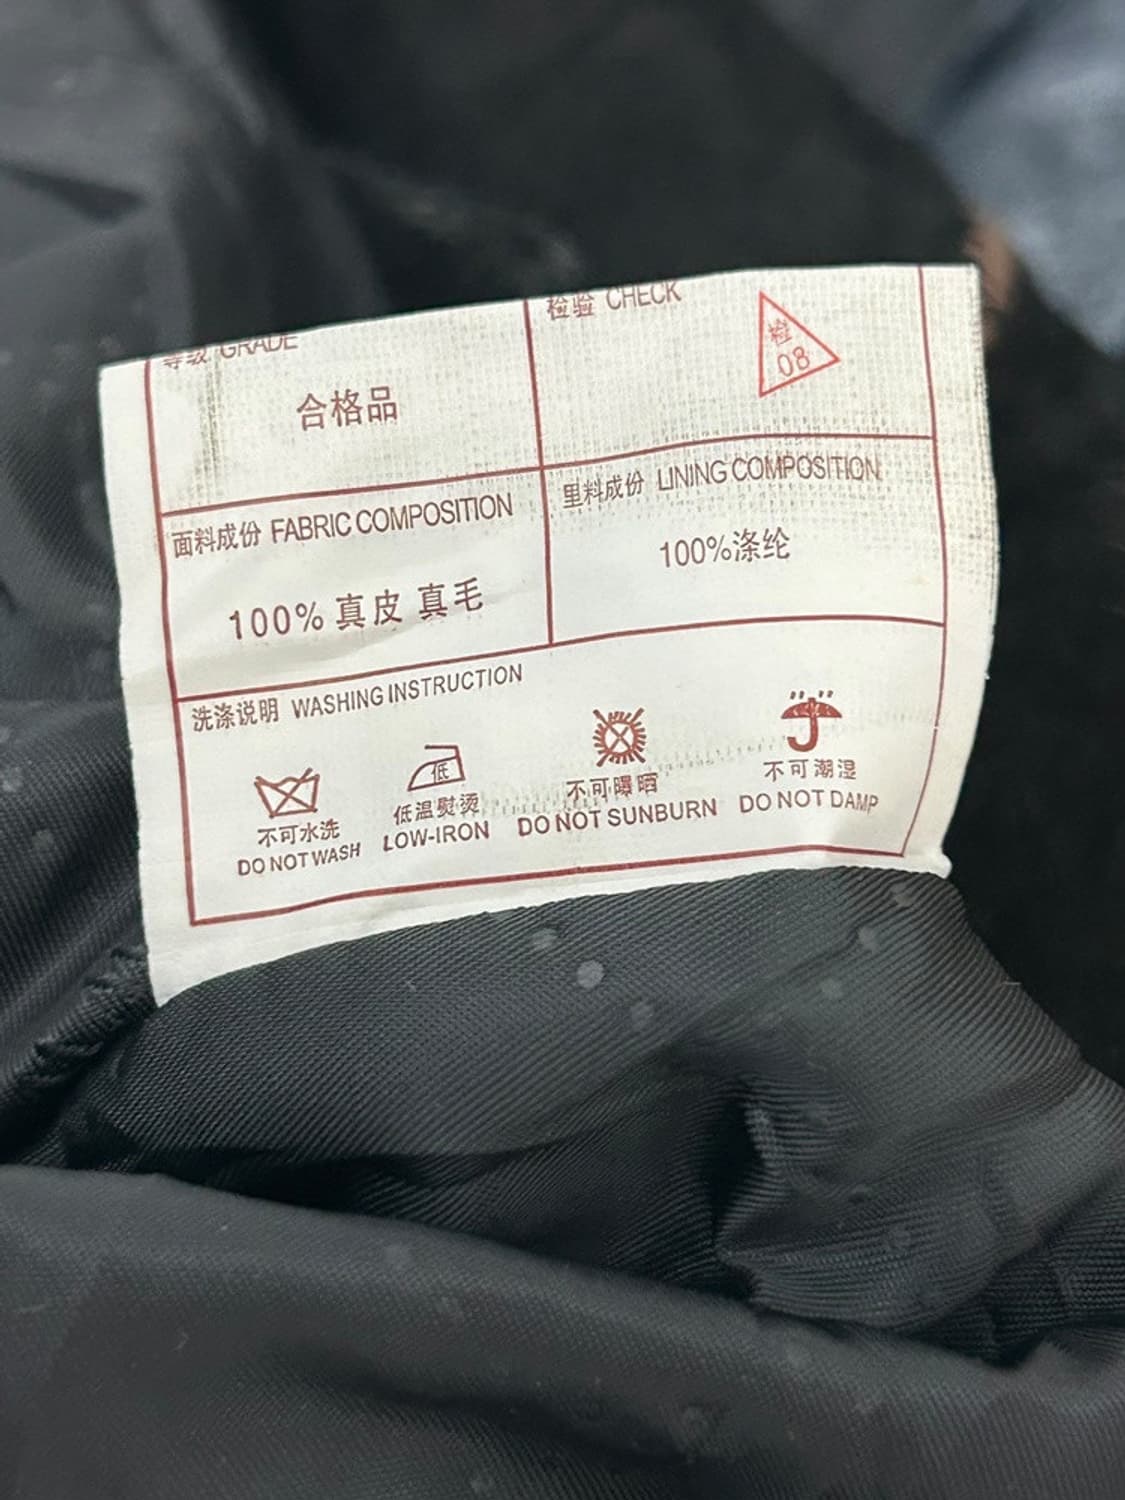 等级 GRADE
合格品
检验 CHECK
检
08
面料成份 FABRIC COMPOSITION
100% 真皮 真毛
里料成份 LINING COMPOSITION
100%涤纶
洗涤说明 WASHING INSTRUCTION
不可水洗
DO NOT WASH
低
低温熨烫
LOW-IRON
不可曝晒
DO NOT SUNBURN
不可潮湿
DO NOT DAMP